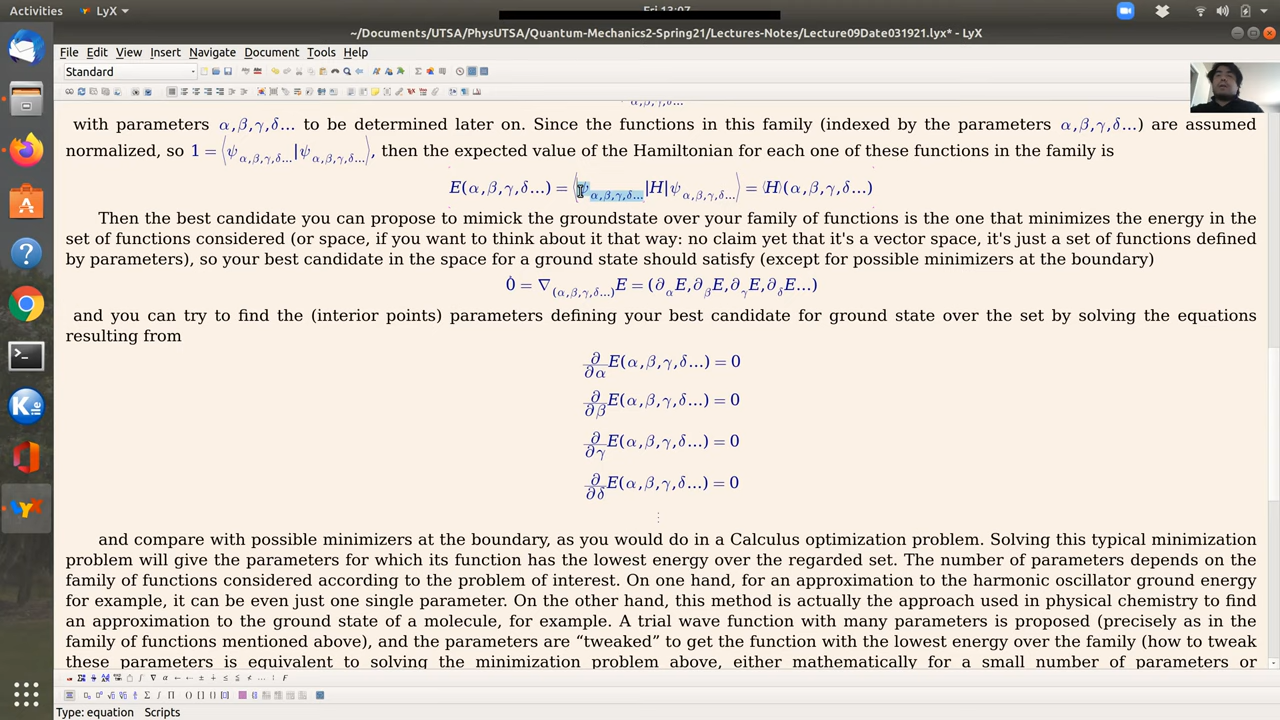 Activities
LyX
Fri 13:07
~/Documents/UTSA/PhysUTSA/Quantum-Mechanics2-Spring21/Lectures-Notes/Lecture09Date031921.lyx* - LyX
File Edit View Insert Navigate Document Tools Help
Standard
with parameters α,β,γ,δ... to be determined later on. Since the functions in this family (indexed by the parameters α,β,γ,δ...) are assumed
normalized, so 1 = ⟨ψ_{α,β,γ,δ...}|ψ_{α,β,γ,δ...}⟩, then the expected value of the Hamiltonian for each one of these functions in the family is
E(α,β,γ,δ...) = ⟨ψ_{α,β,γ,δ...}|H|ψ_{α,β,γ,δ...}⟩ = ⟨H⟩(α,β,γ,δ...)
Then the best candidate you can propose to mimick the groundstate over your family of functions is the one that minimizes the energy in the
set of functions considered (or space, if you want to think about it that way: no claim yet that it's a vector space, it's just a set of functions defined
by parameters), so your best candidate in the space for a ground state should satisfy (except for possible minimizers at the boundary)
0⃗ = ∇_{(α,β,γ,δ...)}E = (∂_αE,∂_βE,∂_γE,∂_δE...)
and you can try to find the (interior points) parameters defining your best candidate for ground state over the set by solving the equations
resulting from
∂/∂α E(α,β,γ,δ...) = 0
∂/∂β E(α,β,γ,δ...) = 0
∂/∂γ E(α,β,γ,δ...) = 0
∂/∂δ E(α,β,γ,δ...) = 0
⋮
and compare with possible minimizers at the boundary, as you would do in a Calculus optimization problem. Solving this typical minimization
problem will give the parameters for which its function has the lowest energy over the regarded set. The number of parameters depends on the
family of functions considered according to the problem of interest. On one hand, for an approximation to the harmonic oscillator ground energy
for example, it can be even just one single parameter. On the other hand, this method is actually the approach used in physical chemistry to find
an approximation to the ground state of a molecule, for example. A trial wave function with many parameters is proposed (precisely as in the
family of functions mentioned above), and the parameters are “tweaked” to get the function with the lowest energy over the family (how to tweak
these parameters is equivalent to solving the minimization problem above, either mathematically for a small number of parameters or
Type: equation Scripts